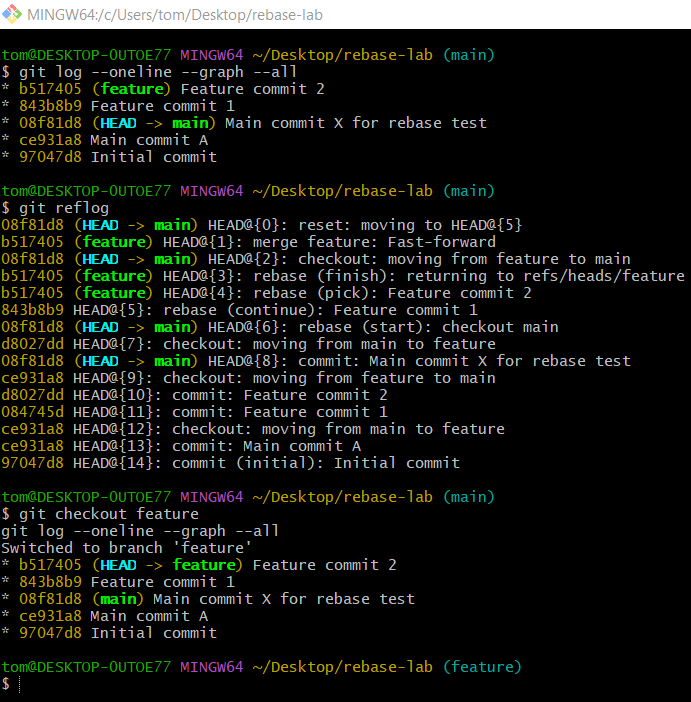 MINGW64:/c/Users/tom/Desktop/rebase-lab
tom@DESKTOP-OUTOE77 MINGW64 ~/Desktop/rebase-lab (main)
$ git log --oneline --graph --all
* b517405 (feature) Feature commit 2
* 843b8b9 Feature commit 1
* 08f81d8 (HEAD -> main) Main commit X for rebase test
* ce931a8 Main commit A
* 97047d8 Initial commit
tom@DESKTOP-OUTOE77 MINGW64 ~/Desktop/rebase-lab (main)
$ git reflog
08f81d8 (HEAD -> main) HEAD@{0}: reset: moving to HEAD@{5}
b517405 (feature) HEAD@{1}: merge feature: Fast-forward
08f81d8 (HEAD -> main) HEAD@{2}: checkout: moving from feature to main
b517405 (feature) HEAD@{3}: rebase (finish): returning to refs/heads/feature
b517405 (feature) HEAD@{4}: rebase (pick): Feature commit 2
843b8b9 HEAD@{5}: rebase (continue): Feature commit 1
08f81d8 (HEAD -> main) HEAD@{6}: rebase (start): checkout main
d8027dd HEAD@{7}: checkout: moving from main to feature
08f81d8 (HEAD -> main) HEAD@{8}: commit: Main commit X for rebase test
ce931a8 HEAD@{9}: checkout: moving from feature to main
d8027dd HEAD@{10}: commit: Feature commit 2
084745d HEAD@{11}: commit: Feature commit 1
ce931a8 HEAD@{12}: checkout: moving from main to feature
ce931a8 HEAD@{13}: commit: Main commit A
97047d8 HEAD@{14}: commit (initial): Initial commit
tom@DESKTOP-OUTOE77 MINGW64 ~/Desktop/rebase-lab (main)
$ git checkout feature
git log --oneline --graph --all
Switched to branch 'feature'
* b517405 (HEAD -> feature) Feature commit 2
* 843b8b9 Feature commit 1
* 08f81d8 (main) Main commit X for rebase test
* ce931a8 Main commit A
* 97047d8 Initial commit
tom@DESKTOP-OUTOE77 MINGW64 ~/Desktop/rebase-lab (feature)
$